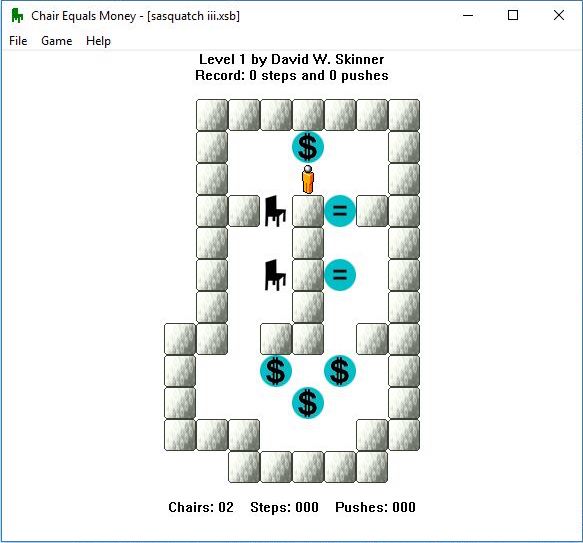 Chair Equals Money - [sasquatch iii.xsb]
File Game Help
Level 1 by David W. Skinner
Record: 0 steps and 0 pushes
$
=
=
$ $
$
Chairs: 02 Steps: 000 Pushes: 000